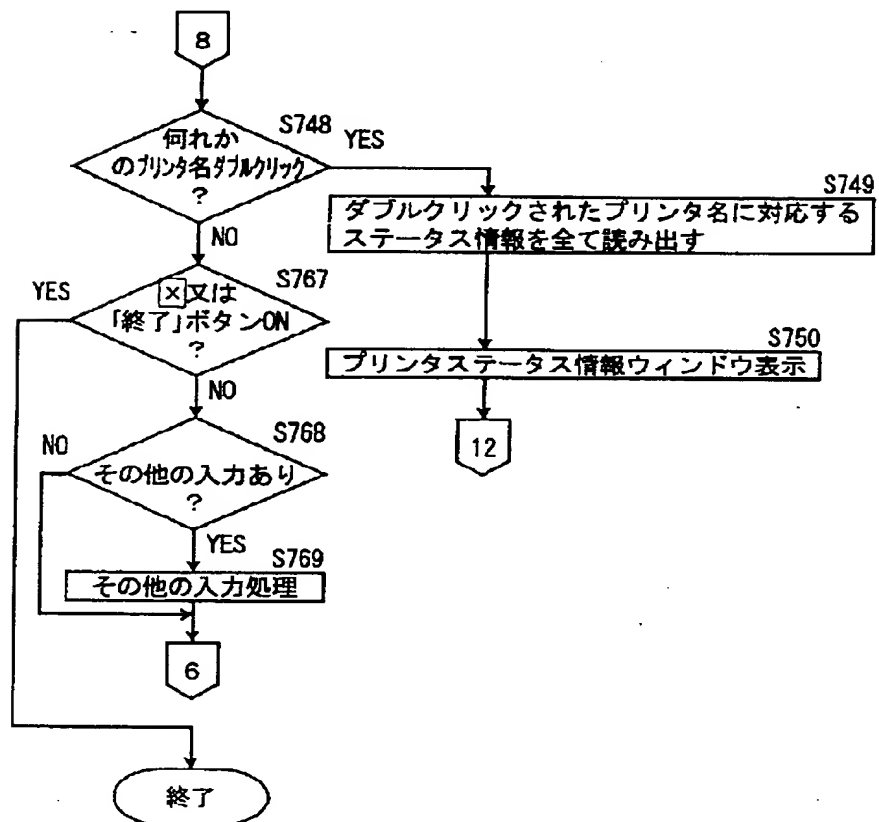 8
S748
何れか
のプリンタ名ダブルクリック
?
YES
NO
S749
ダブルクリックされたプリンタ名に対応する
ステータス情報を全て読み出す
S767
YES
×又は
「終了」ボタンON
?
NO
S750
プリンタステータス情報ウィンドウ表示
12
S768
NO
その他の入力あり
?
YES
S769
その他の入力処理
6
終了